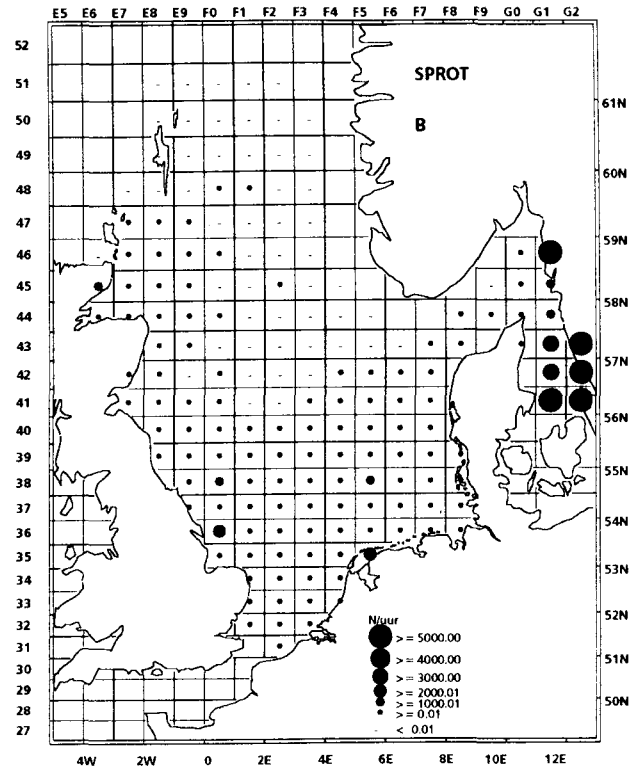 E5 E6 E7 E8 E9 F0 F1 F2 F3 F4 F5 F6 F7 F8 F9 G0 G1 G2
52
51
50
49
48
47
46
45
44
43
42
41
40
39
38
37
36
35
34
33
32
31
30
29
28
27
SPROT
B
61N
60N
59N
58N
57N
56N
55N
54N
53N
52N
51N
50N
N/uur
>= 5000.00
>= 4000.00
>= 3000.00
>= 2000.01
>= 1000.01
>= 0.01
< 0.01
4W 2W 0 2E 4E 6E 8E 10E 12E